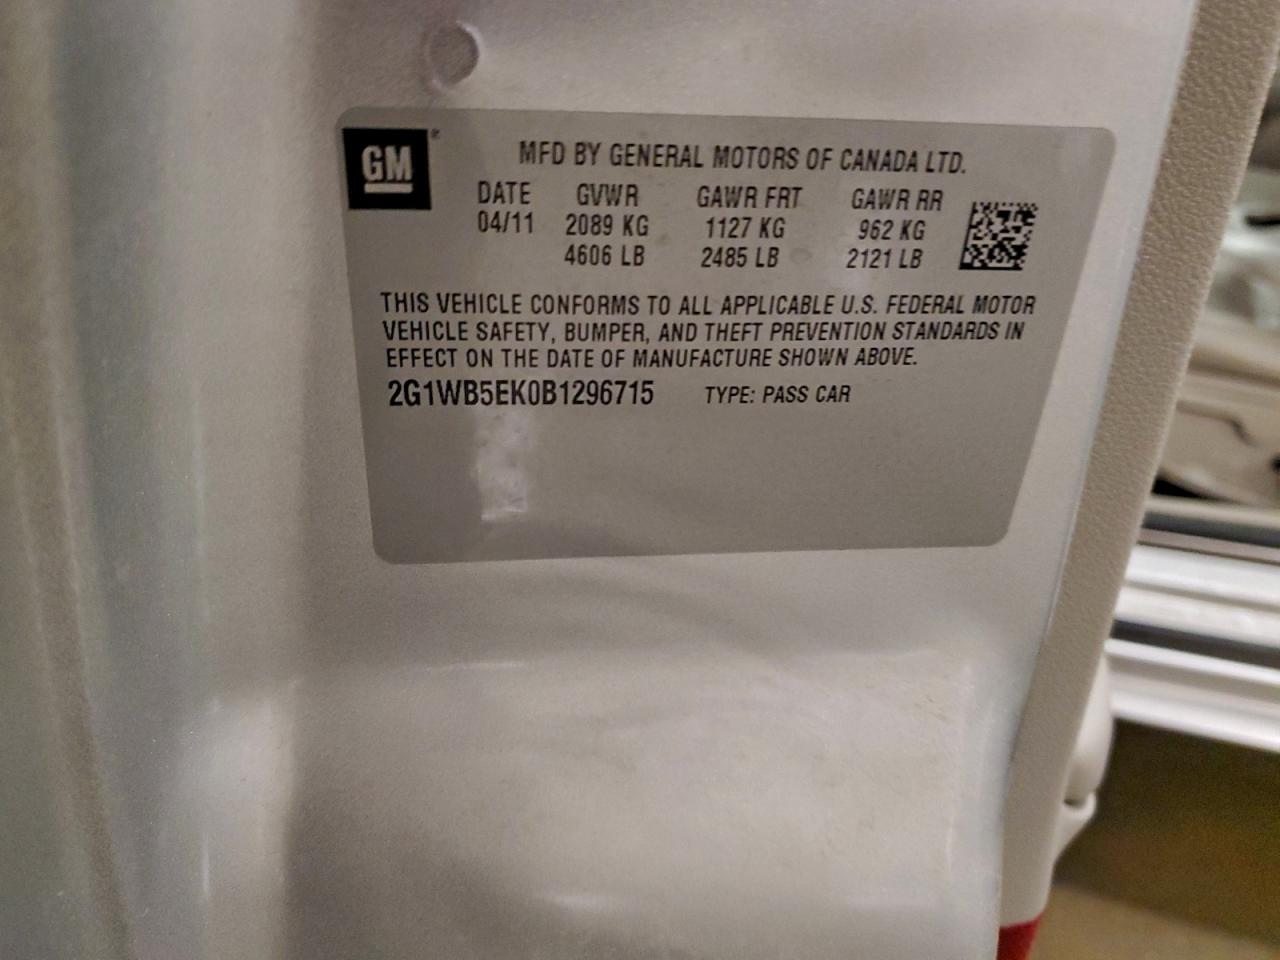 GM®
MFD BY GENERAL MOTORS OF CANADA LTD.
DATE GVWR GAWR FRT GAWR RR
04/11 2089 KG 1127 KG 962 KG
4606 LB 2485 LB 2121 LB
THIS VEHICLE CONFORMS TO ALL APPLICABLE U.S. FEDERAL MOTOR
VEHICLE SAFETY, BUMPER, AND THEFT PREVENTION STANDARDS IN
EFFECT ON THE DATE OF MANUFACTURE SHOWN ABOVE.
2G1WB5EK0B1296715 TYPE: PASS CAR